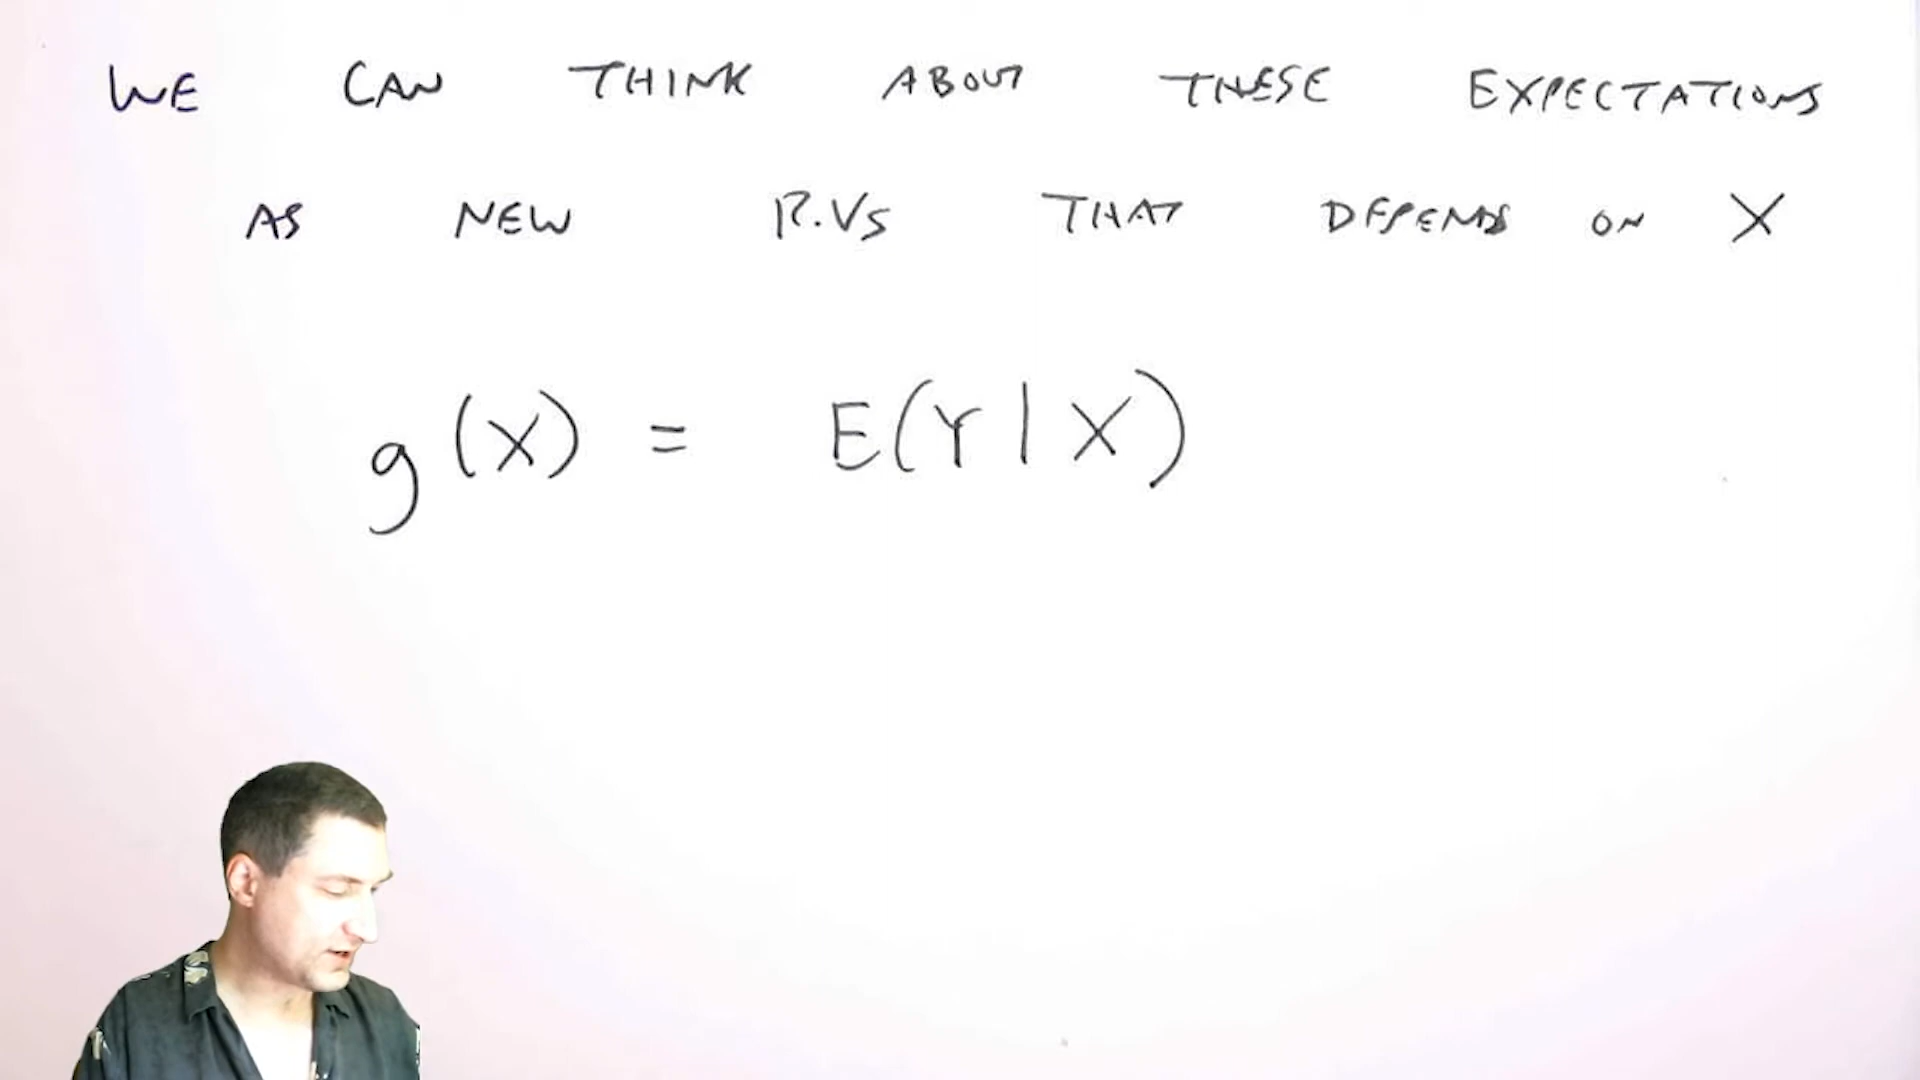 WE CAN THINK ABOUT THESE EXPECTATIONS
AS NEW R.VS THAT DEPENDS ON X
g(X) = E(Y|X)